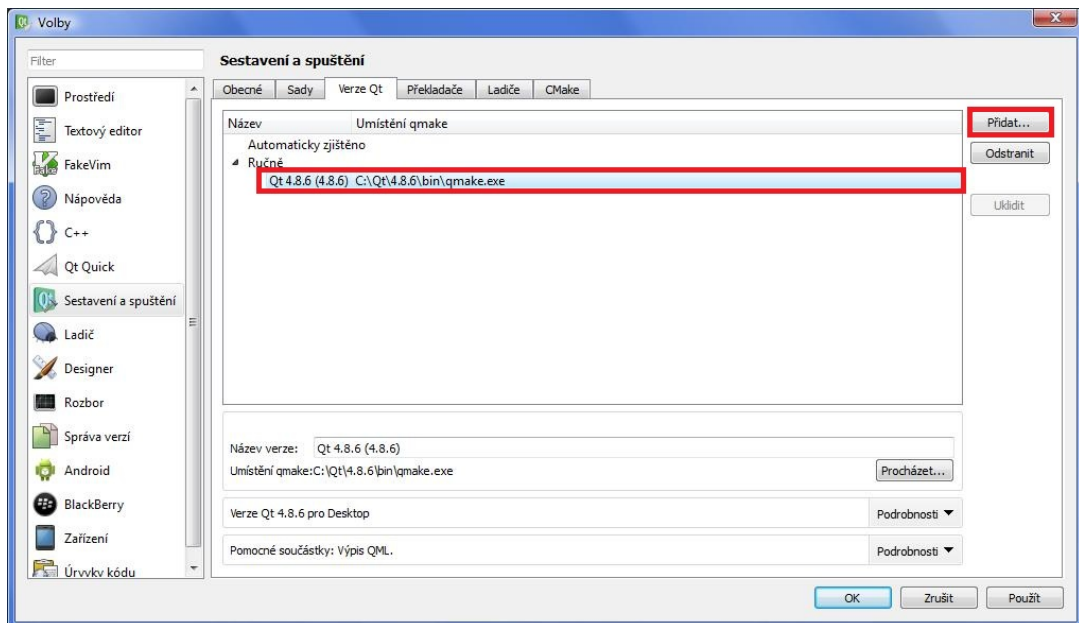 Volby
Filter
Prostředí
Textový editor
FakeVim
Nápověda
C++
Qt Quick
Sestavení a spuštění
Ladič
Designer
Rozbor
Správa verzí
Android
BlackBerry
Zařízení
Úryvky kódu
Sestavení a spuštění
Obecné Sady Verze Qt Překladače Ladiče CMake
Název Umístění qmake
Automaticky zjištěno
Ručně
Qt 4.8.6 (4.8.6) C:\Qt\4.8.6\bin\qmake.exe
Přidat...
Odstranit
Uklidit
Název verze: Qt 4.8.6 (4.8.6)
Umístění qmake:C:\Qt\4.8.6\bin\qmake.exe Procházet...
Verze Qt 4.8.6 pro Desktop Podrobnosti
Pomocné součástky: Výpis QML. Podrobnosti
OK Zrušit Použít